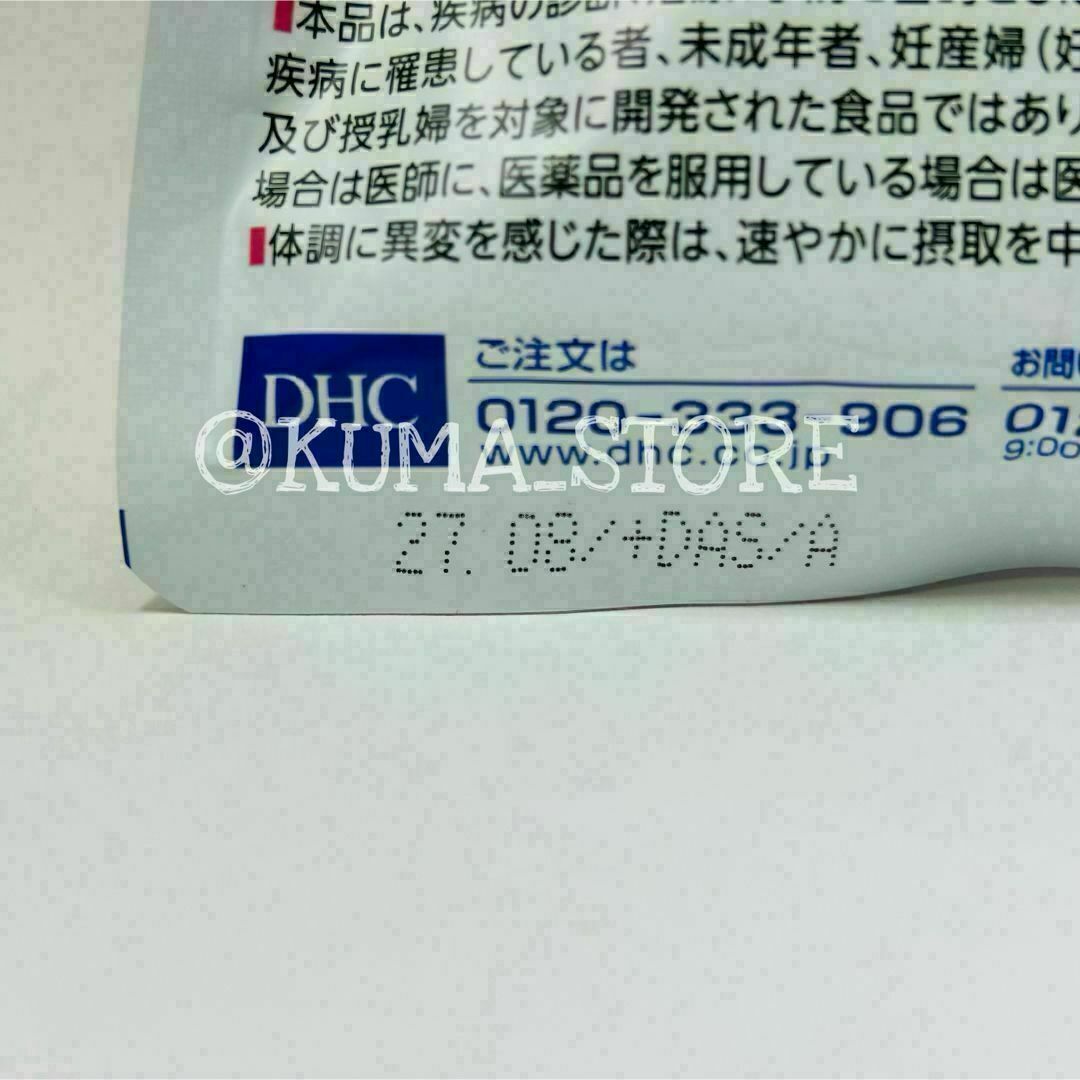 本品は、疾病の診断
疾病に罹患している者、未成年者、妊産婦(妊
及び授乳婦を対象に開発された食品ではあり
場合は医師に、医薬品を服用している場合は医
体調に異変を感じた際は、速やかに摂取を中
DHC
ご注文は
0120-333-906
www.dhc.co.jp
お問い
012
9:00
@KUMA_STORE
27.08/+DAS/A